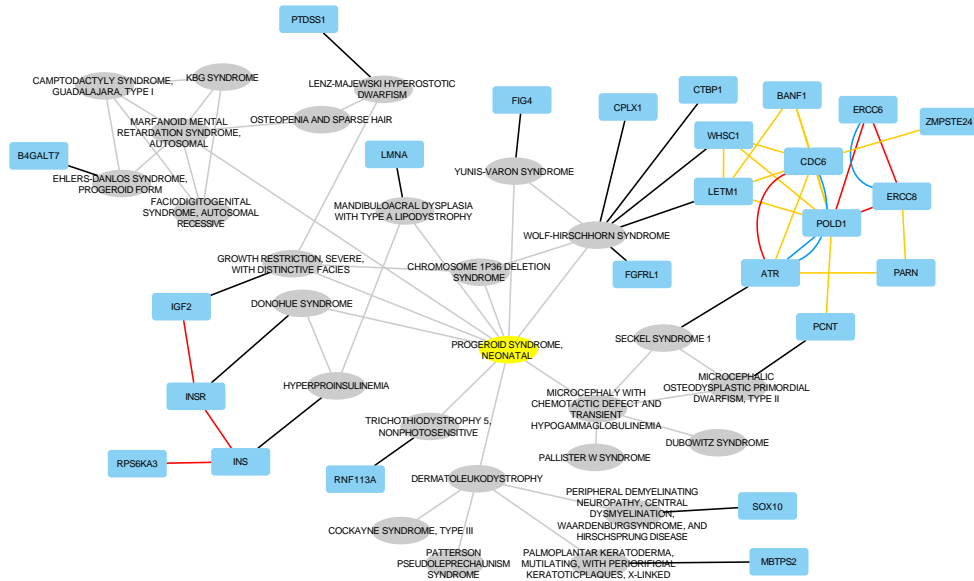 PTDSS1
CAMPTODACTYLY SYNDROME,
GUADALAJARA, TYPE I
KBG SYNDROME
LENZ-MAJEWSKI HYPEROSTOTIC
DWARFISM
FIG4
CPLX1
CTBP1
BANF1
ERCC6
ZMPSTE24
MARFANOID MENTAL
RETARDATION SYNDROME,
AUTOSOMAL
OSTEOPENIA AND SPARSE HAIR
WHSC1
CDC6
B4GALT7
LMNA
EHLERS-DANLOS SYNDROME,
PROGEROID FORM
YUNIS-VARON SYNDROME
LETM1
ERCC8
FACIODIGITOGENITAL
SYNDROME, AUTOSOMAL
RECESSIVE
MANDIBULOACRAL DYSPLASIA
WITH TYPE A LIPODYSTROPHY
POLD1
WOLF-HIRSCHHORN SYNDROME
GROWTH RESTRICTION, SEVERE,
WITH DISTINCTIVE FACIES
CHROMOSOME 1P36 DELETION
SYNDROME
FGFRL1
ATR
PARN
IGF2
DONOHUE SYNDROME
PCNT
SECKEL SYNDROME 1
PROGEROID SYNDROME,
NEONATAL
INSR
HYPERPROINSULINEMIA
MICROCEPHALY WITH
CHEMOTACTIC DEFECT AND
TRANSIENT
HYPOGAMMAGLOBULINEMIA
MICROCEPHALIC
OSTEODYSPLASTIC PRIMORDIAL
DWARFISM, TYPE II
TRICHOTHIODYSTROPHY 5,
NONPHOTOSENSITIVE
DUBOWITZ SYNDROME
PALLISTER W SYNDROME
RPS6KA3
INS
RNF113A
DERMATOLEUKODYSTROPHY
PERIPHERAL DEMYELINATING
NEUROPATHY, CENTRAL
DYSMYELINATION,
WAARDENBURGSYNDROME, AND
HIRSCHSPRUNG DISEASE
SOX10
COCKAYNE SYNDROME, TYPE III
PATTERSON
PSEUDOLEPRECHAUNISM
SYNDROME
PALMOPLANTAR KERATODERMA,
MUTILATING, WITH PERIORIFICIAL
KERATOTICPLAQUES, X-LINKED
MBTPS2